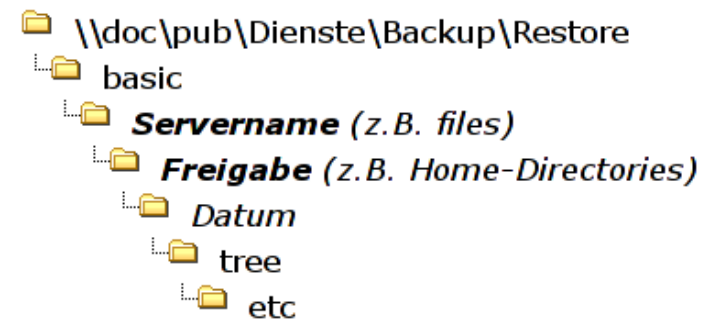 \\doc\pub\Dienste\Backup\Restore
basic
Servername (z.B. files)
Freigabe (z.B. Home-Directories)
Datum
tree
etc